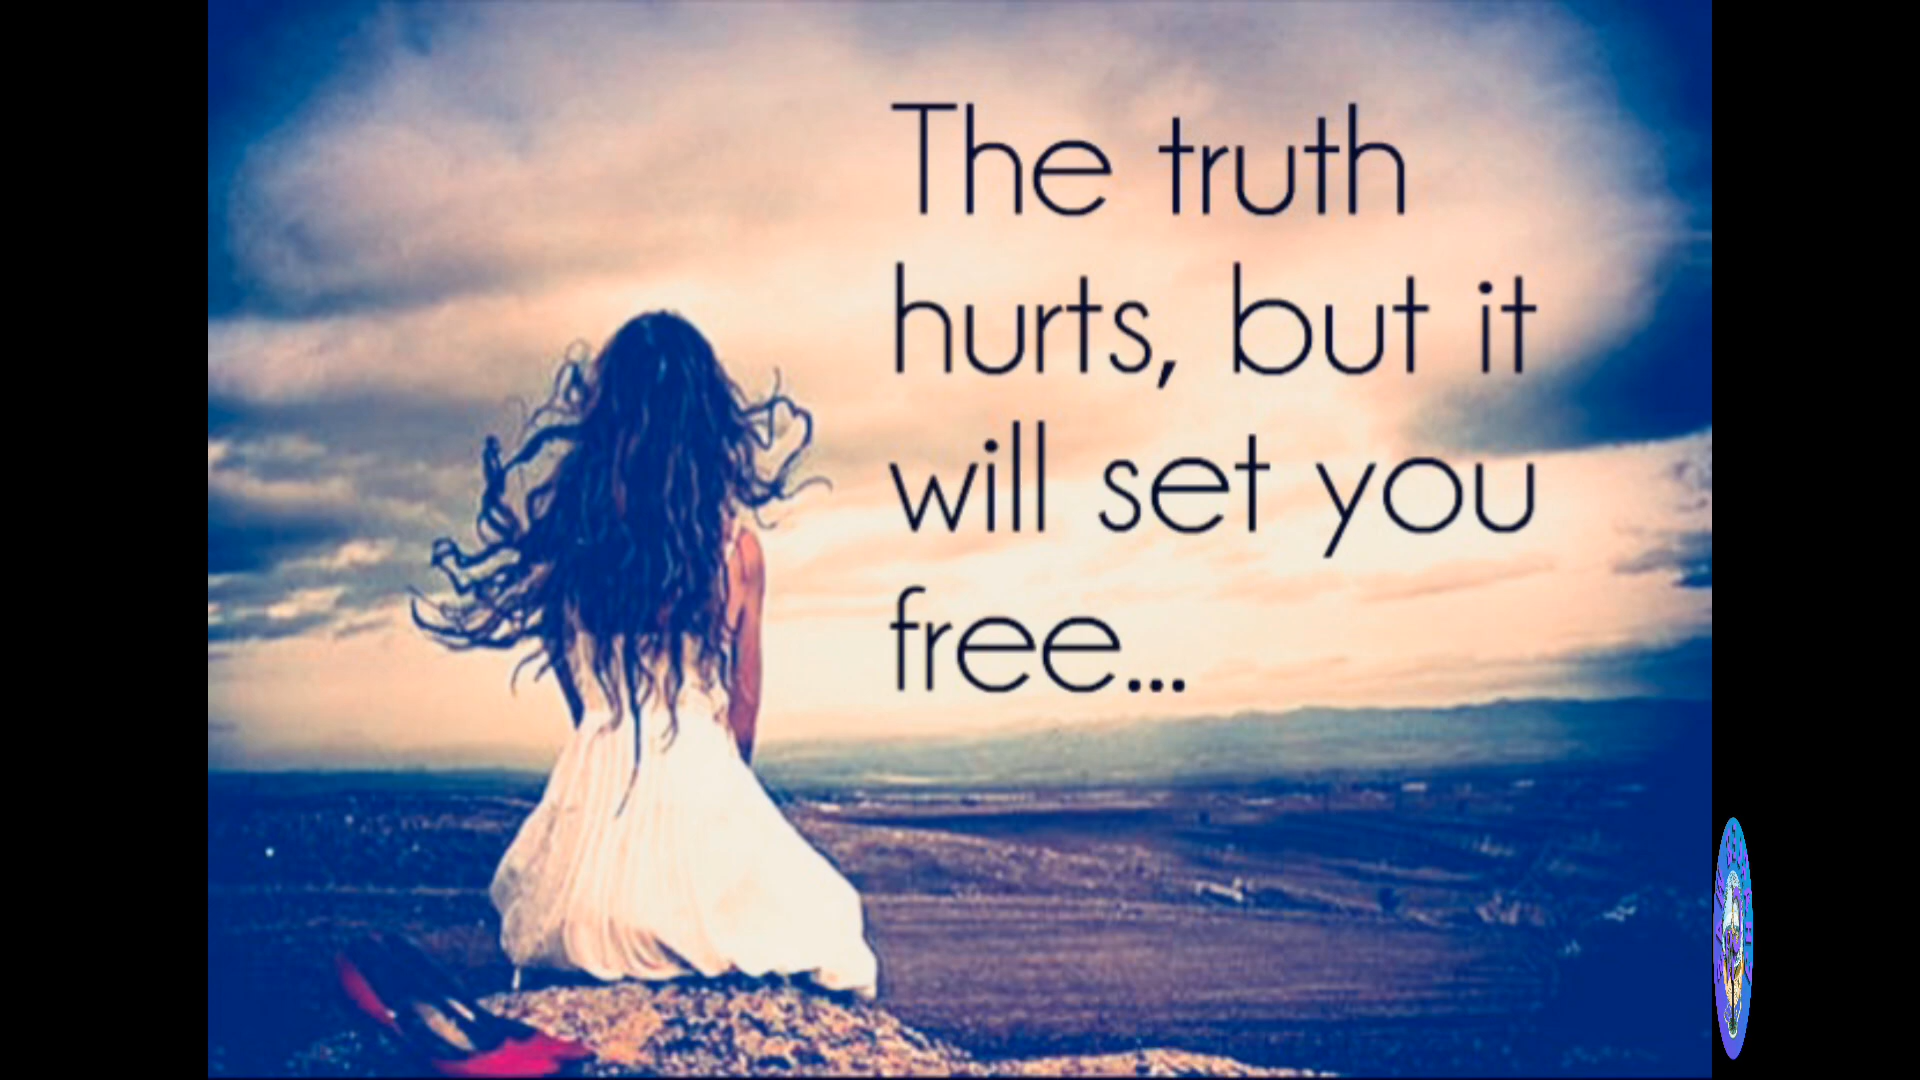 The truth
hurts, but it
will set you
free...